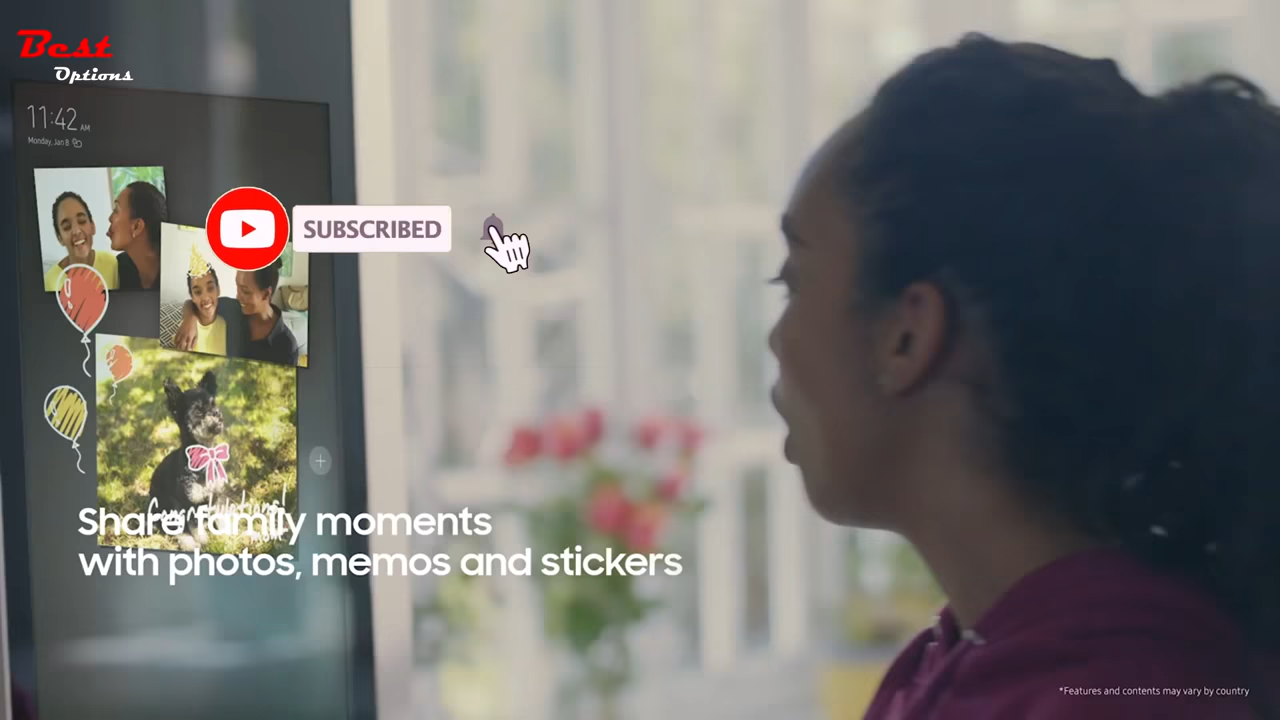 Best
Options
11:42 AM
Monday, Jan 8
SUBSCRIBED
Congratulations!
Share family moments
with photos, memos and stickers
*Features and contents may vary by country